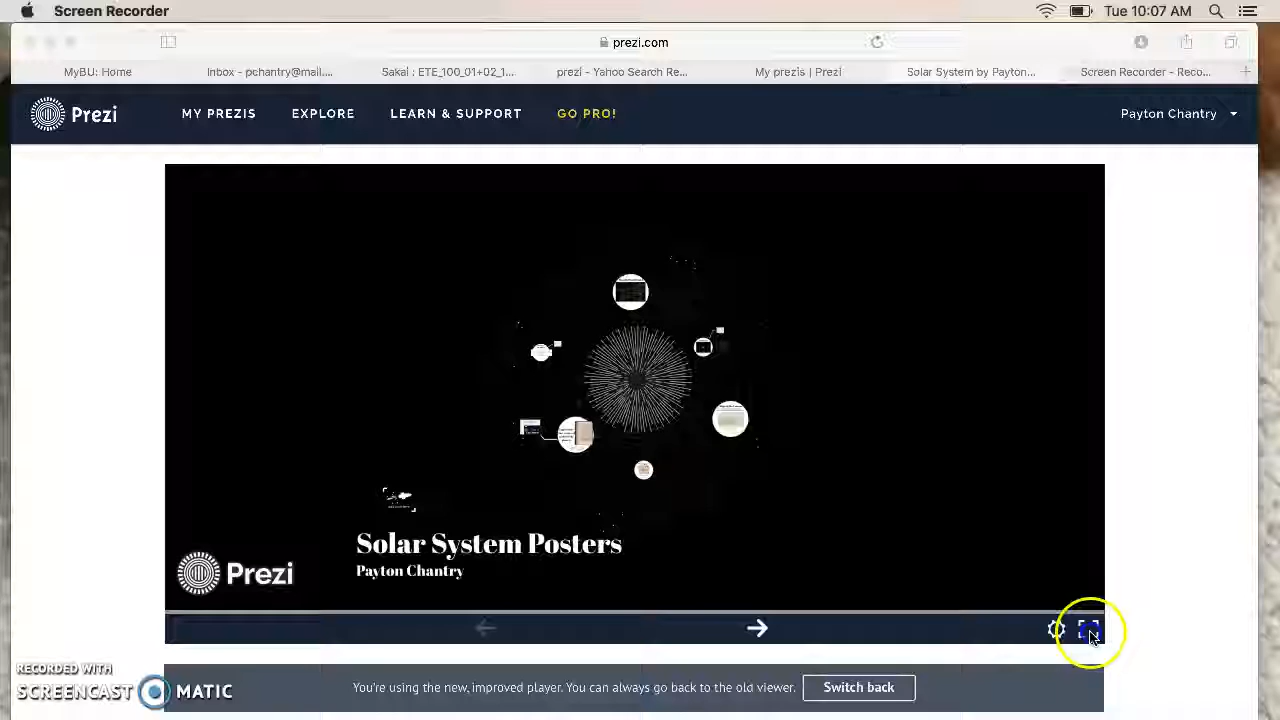 Screen Recorder
Tue 10:07 AM
prezi.com
MyBU: Home
Inbox - pchantry@mail....
Sakai : ETE_100_01+02_1...
prezi - Yahoo Search Re...
My prezis | Prezi
Solar System by Payton...
Screen Recorder - Reco...
Prezi
MY PREZIS
EXPLORE
LEARN & SUPPORT
GO PRO!
Payton Chantry
Solar System Posters
Payton Chantry
Prezi
RECORDED WITH
SCREENCAST MATIC
You're using the new, improved player. You can always go back to the old viewer.
Switch back